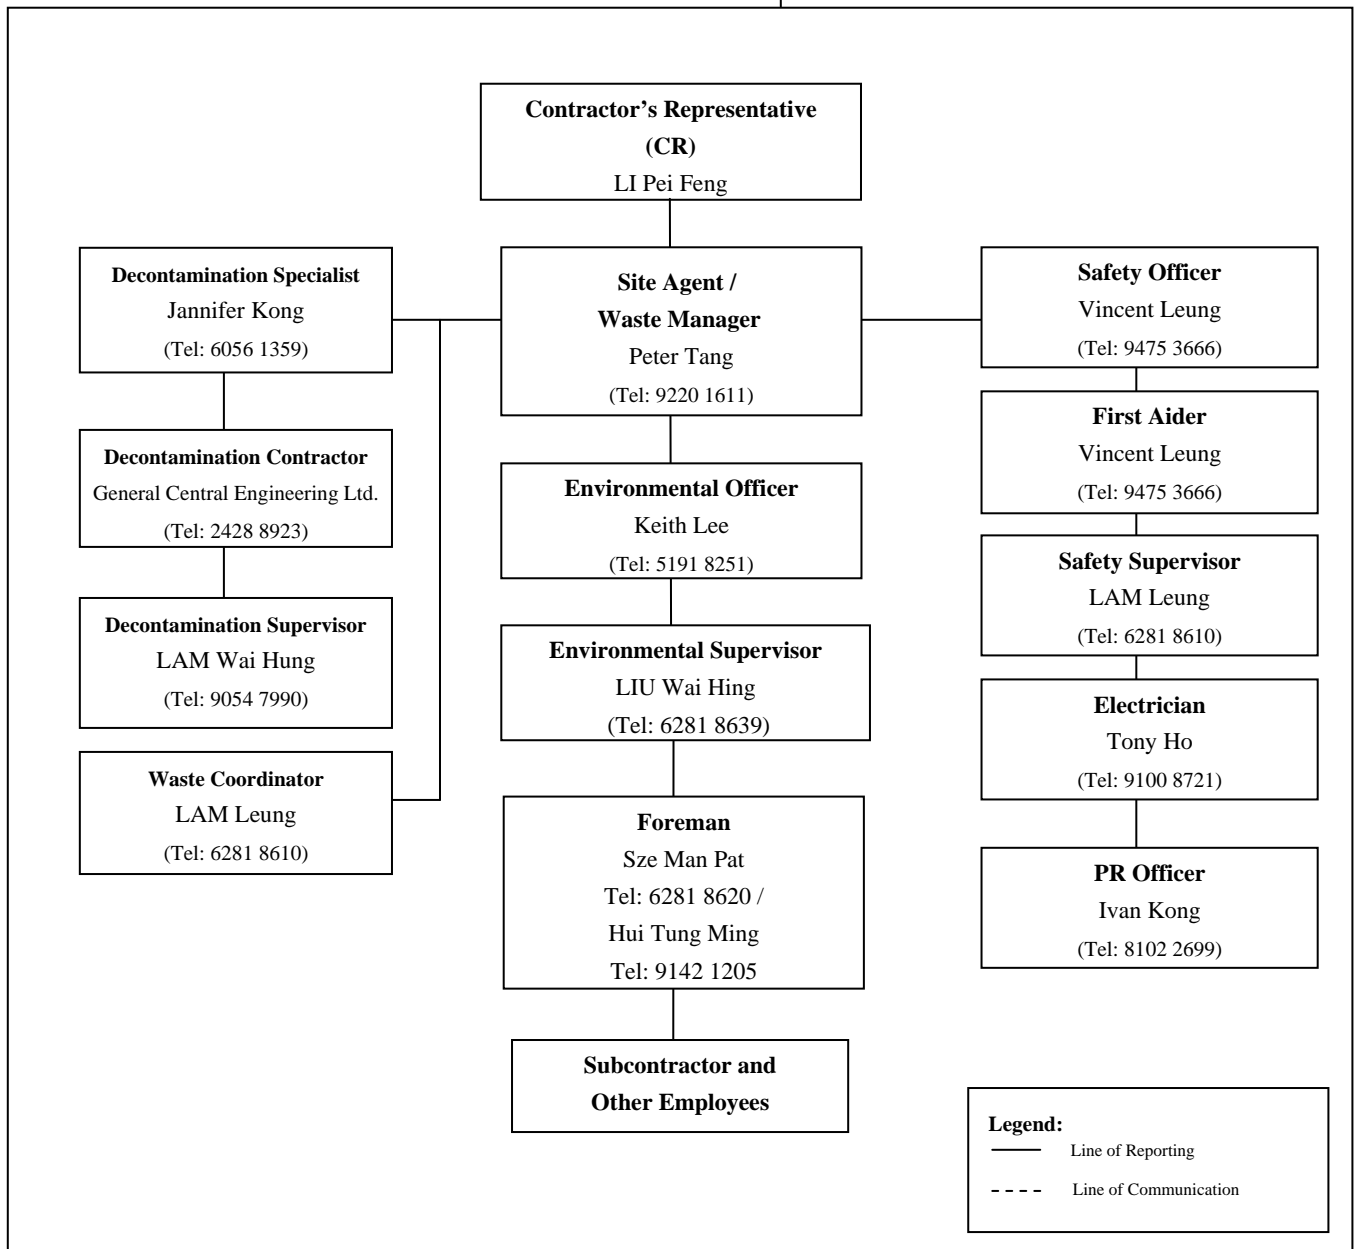 Contractor's Representative
(CR)
LI Pei Feng
Decontamination Specialist
Jannifer Kong
(Tel: 6056 1359)
Site Agent /
Waste Manager
Peter Tang
(Tel: 9220 1611)
Safety Officer
Vincent Leung
(Tel: 9475 3666)
Decontamination Contractor
General Central Engineering Ltd.
(Tel: 2428 8923)
Environmental Officer
Keith Lee
(Tel: 5191 8251)
First Aider
Vincent Leung
(Tel: 9475 3666)
Decontamination Supervisor
LAM Wai Hung
(Tel: 9054 7990)
Environmental Supervisor
LIU Wai Hing
(Tel: 6281 8639)
Safety Supervisor
LAM Leung
(Tel: 6281 8610)
Waste Coordinator
LAM Leung
(Tel: 6281 8610)
Foreman
Sze Man Pat
Tel: 6281 8620 /
Hui Tung Ming
Tel: 9142 1205
Electrician
Tony Ho
(Tel: 9100 8721)
PR Officer
Ivan Kong
(Tel: 8102 2699)
Subcontractor and
Other Employees
Legend:
Line of Reporting
Line of Communication